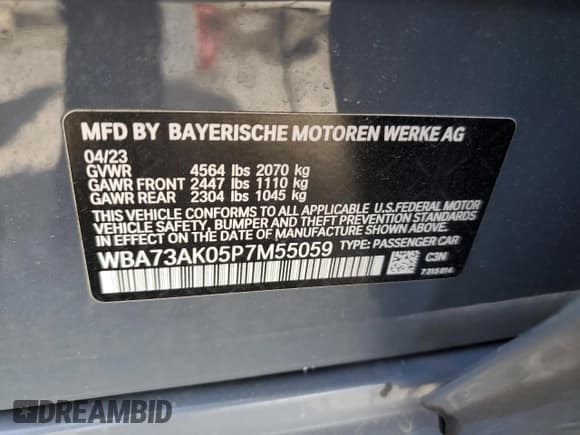 MFD BY BAYERISCHE MOTOREN WERKE AG
04/23
GVWR 4564 lbs 2070 kg
GAWR FRONT 2447 lbs 1110 kg
GAWR REAR 2304 lbs 1045 kg
THIS VEHICLE CONFORMS TO ALL APPLICABLE U.S.FEDERAL MOTOR
VEHICLE SAFETY, BUMPER, AND THEFT PREVENTION STANDARDS
IN EFFECT ON THE DATE OF MANUFACTURE SHOWN ABOVE.
WBA73AK05P7M55059 TYPE: PASSENGER CAR
C3N
7315014
DREAMBID